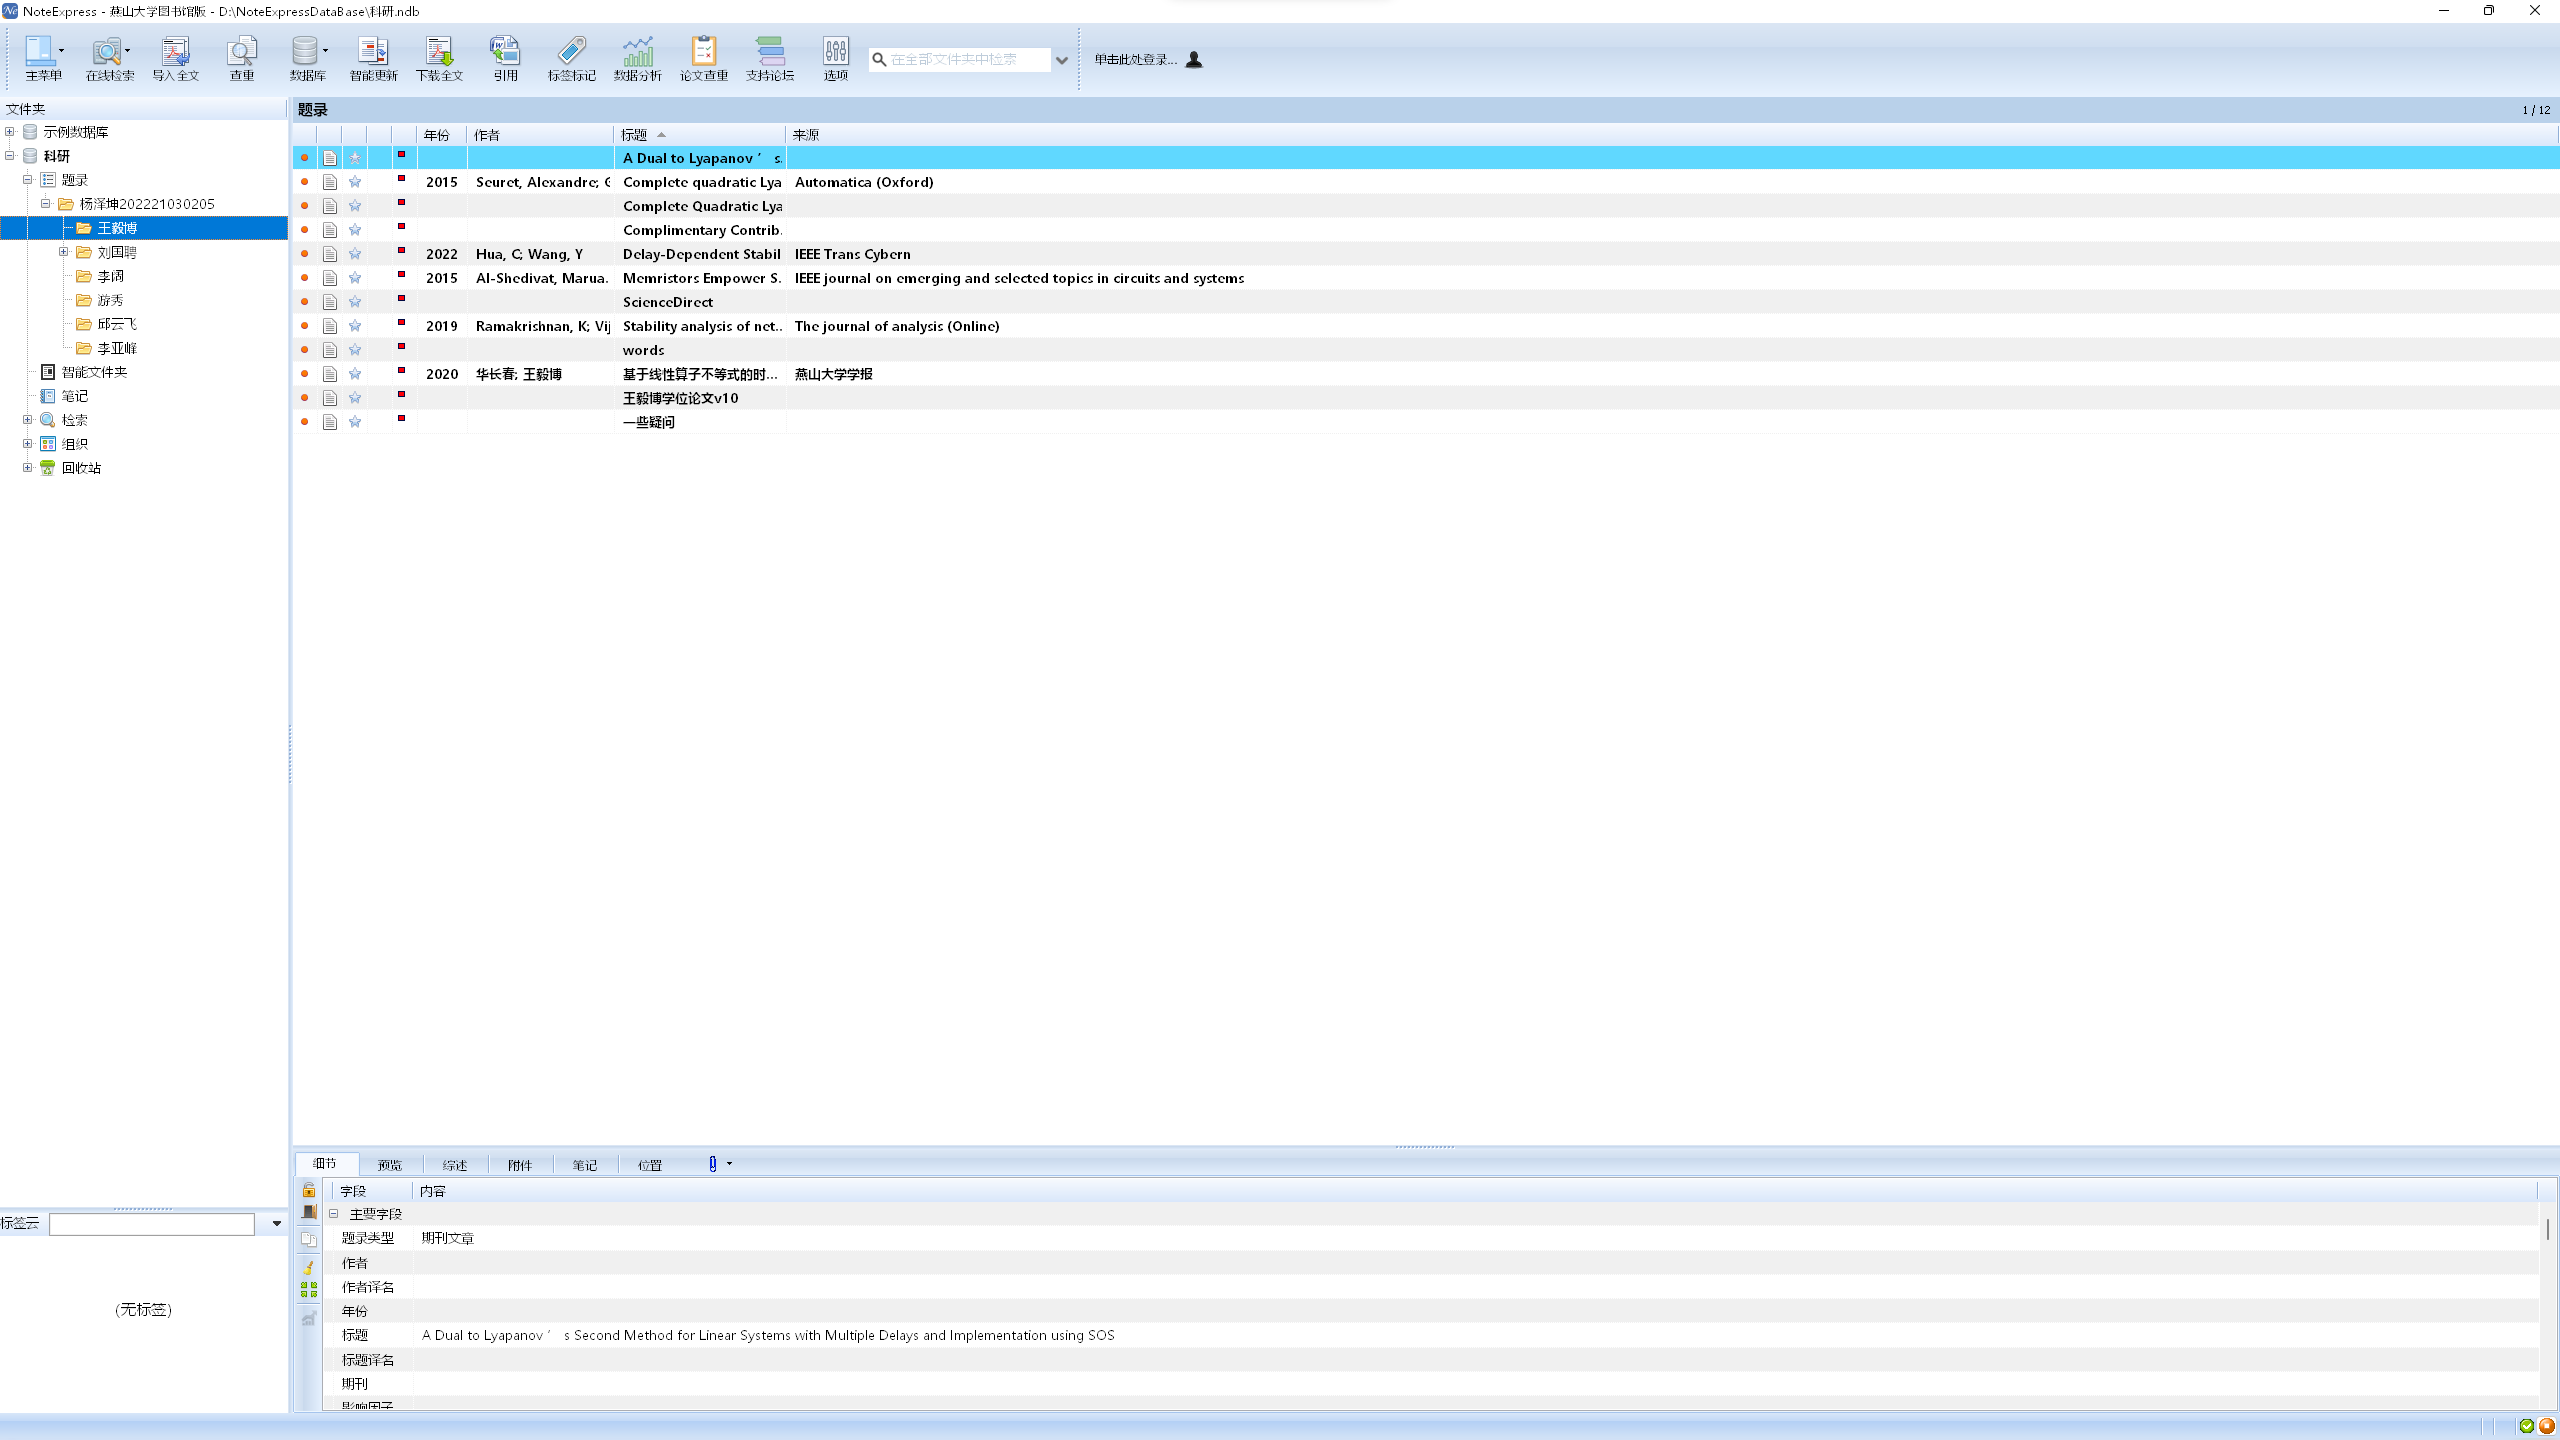 NoteExpress - 燕山大学图书馆版 - D:\NoteExpressDataBase\科研.ndb
主菜单 在线检索 导入全文 查重 数据库 智能更新 下载全文 引用 标签标记 数据分析 论文查重 支持论坛 选项 在全部文件夹中检索 单击此处登录...
文件夹
示例数据库
科研
题录
杨泽坤202221030205
王毅博
刘国聘
李阔
游秀
邱云飞
李亚峰
智能文件夹
笔记
检索
组织
回收站
标签云
(无标签)
题录 1 / 12
年份 作者 标题 来源
A Dual to Lyapanov ′ s.
2015 Seuret, Alexandre; G Complete quadratic Lya Automatica (Oxford)
Complete Quadratic Lya
Complimentary Contrib.
2022 Hua, C; Wang, Y Delay-Dependent Stabil IEEE Trans Cybern
2015 Al-Shedivat, Marua. Memristors Empower S. IEEE journal on emerging and selected topics in circuits and systems
ScienceDirect
2019 Ramakrishnan, K; Vij Stability analysis of net.. The journal of analysis (Online)
words
2020 华长春; 王毅博 基于线性算子不等式的时... 燕山大学学报
王毅博学位论文v10
一些疑问
细节 预览 综述 附件 笔记 位置
字段 内容
主要字段
题录类型 期刊文章
作者
作者译名
年份
标题 A Dual to Lyapanov ′ s Second Method for Linear Systems with Multiple Delays and Implementation using SOS
标题译名
期刊
影响因子